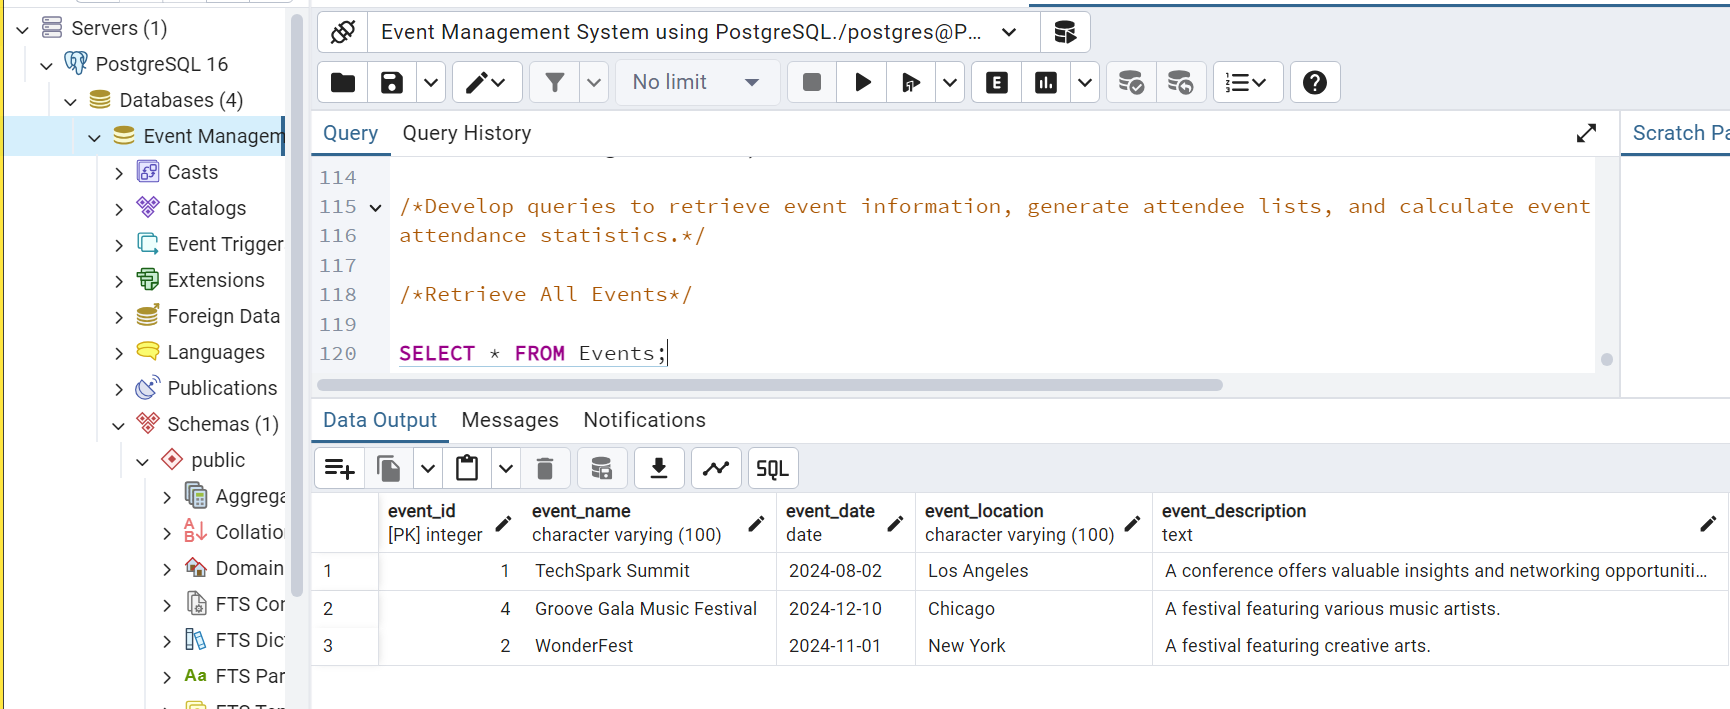 Servers (1)
PostgreSQL 16
Databases (4)
Event Managem
Casts
Catalogs
Event Trigger
Extensions
Foreign Data
Languages
Publications
Schemas (1)
public
Aggrega
Collatio
Domain
FTS Cor
FTS Dic
Aa FTS Par
Event Management System using PostgreSQL./postgres@P...
No limit
E
Query Query History
Scratch Pa
114
115 /*Develop queries to retrieve event information, generate attendee lists, and calculate event
116 attendance statistics.*/
117
118 /*Retrieve All Events*/
119
120 SELECT * FROM Events;
Data Output Messages Notifications
SQL
event_id event_name event_date event_location event_description
[PK] integer character varying (100) date character varying (100) text
1 1 TechSpark Summit 2024-08-02 Los Angeles A conference offers valuable insights and networking opportuniti...
2 4 Groove Gala Music Festival 2024-12-10 Chicago A festival featuring various music artists.
3 2 WonderFest 2024-11-01 New York A festival featuring creative arts.